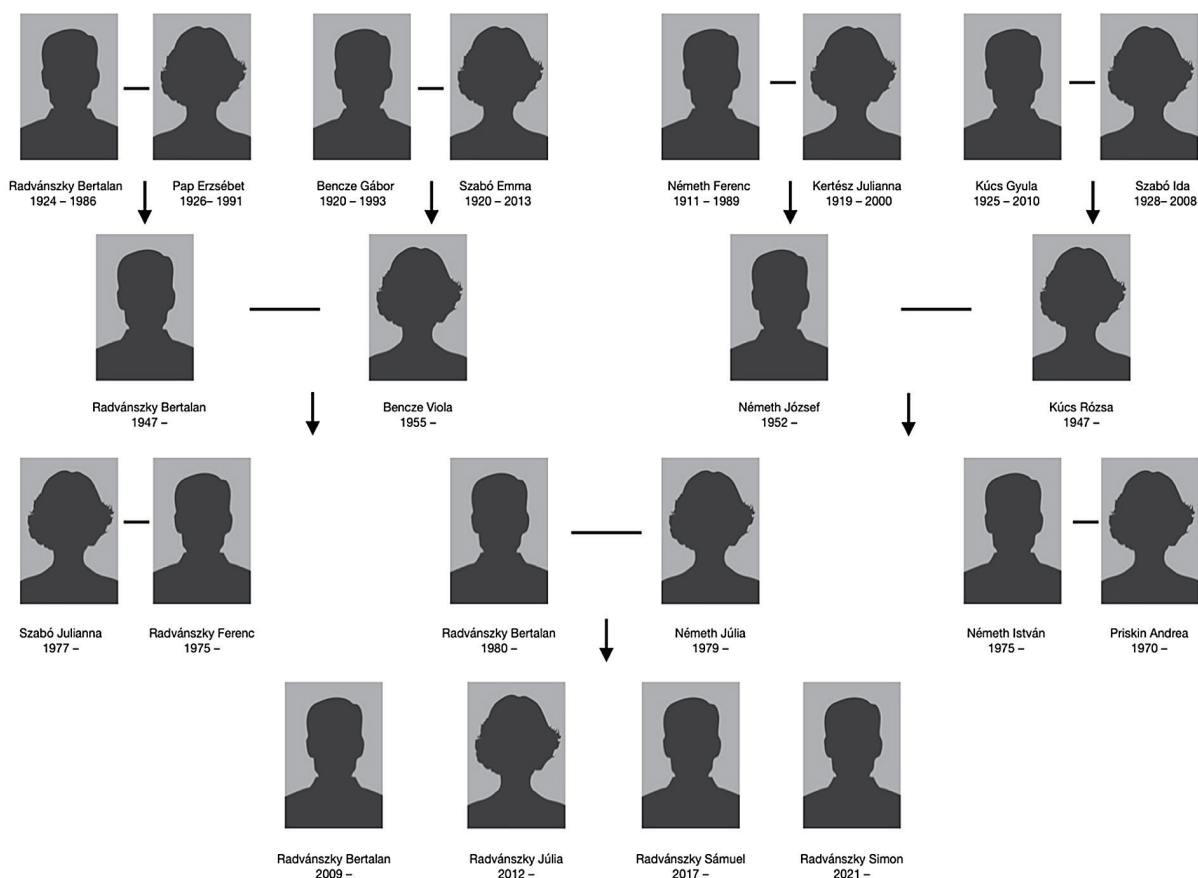 Radvánszky Bertalan
1924 – 1986
Pap Erzsébet
1926– 1991
Bencze Gábor
1920 – 1993
Szabó Emma
1920 – 2013
Németh Ferenc
1911 – 1989
Kertész Julianna
1919 – 2000
Kúcs Gyula
1925 – 2010
Szabó Ida
1928– 2008
Radvánszky Bertalan
1947 –
Bencze Viola
1955 –
Németh József
1952 –
Kúcs Rózsa
1947 –
Szabó Julianna
1977 –
Radvánszky Ferenc
1975 –
Radvánszky Bertalan
1980 –
Németh Júlia
1979 –
Németh István
1975 –
Priskin Andrea
1970 –
Radvánszky Bertalan
2009 –
Radvánszky Júlia
2012 –
Radvánszky Sámuel
2017 –
Radvánszky Simon
2021 –